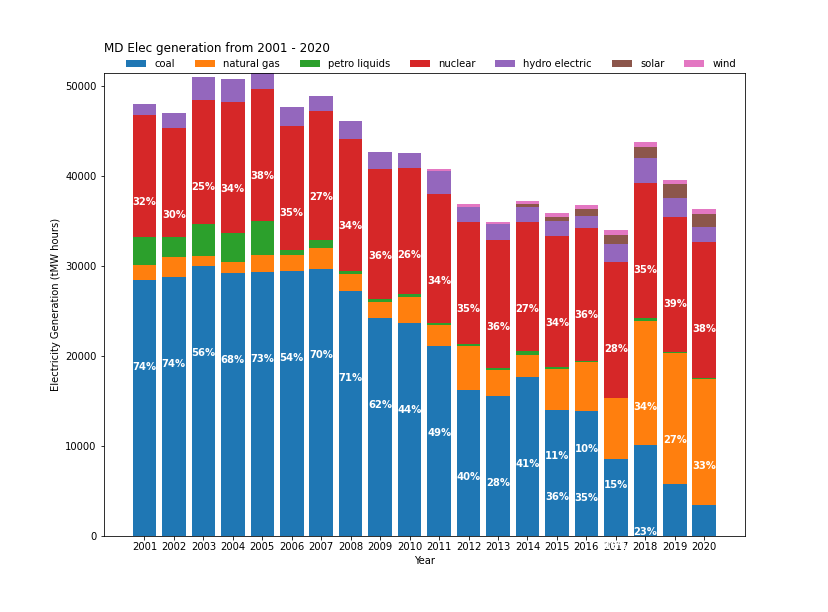 MD Elec generation from 2001 - 2020
coal natural gas petro liquids nuclear hydro electric solar wind
50000
40000
30000
20000
10000
0
Electricity Generation (tMW hours)
32% 30% 25% 34% 38% 35% 27% 34% 36% 26% 34% 35% 36% 27% 34% 36% 28% 35% 39% 38%
74% 74% 56% 68% 73% 54% 70% 71% 62% 44% 49% 40% 28% 41% 11% 10% 15% 34% 27% 33%
36% 35% 23%
2001 2002 2003 2004 2005 2006 2007 2008 2009 2010 2011 2012 2013 2014 2015 2016 2017 2018 2019 2020
Year